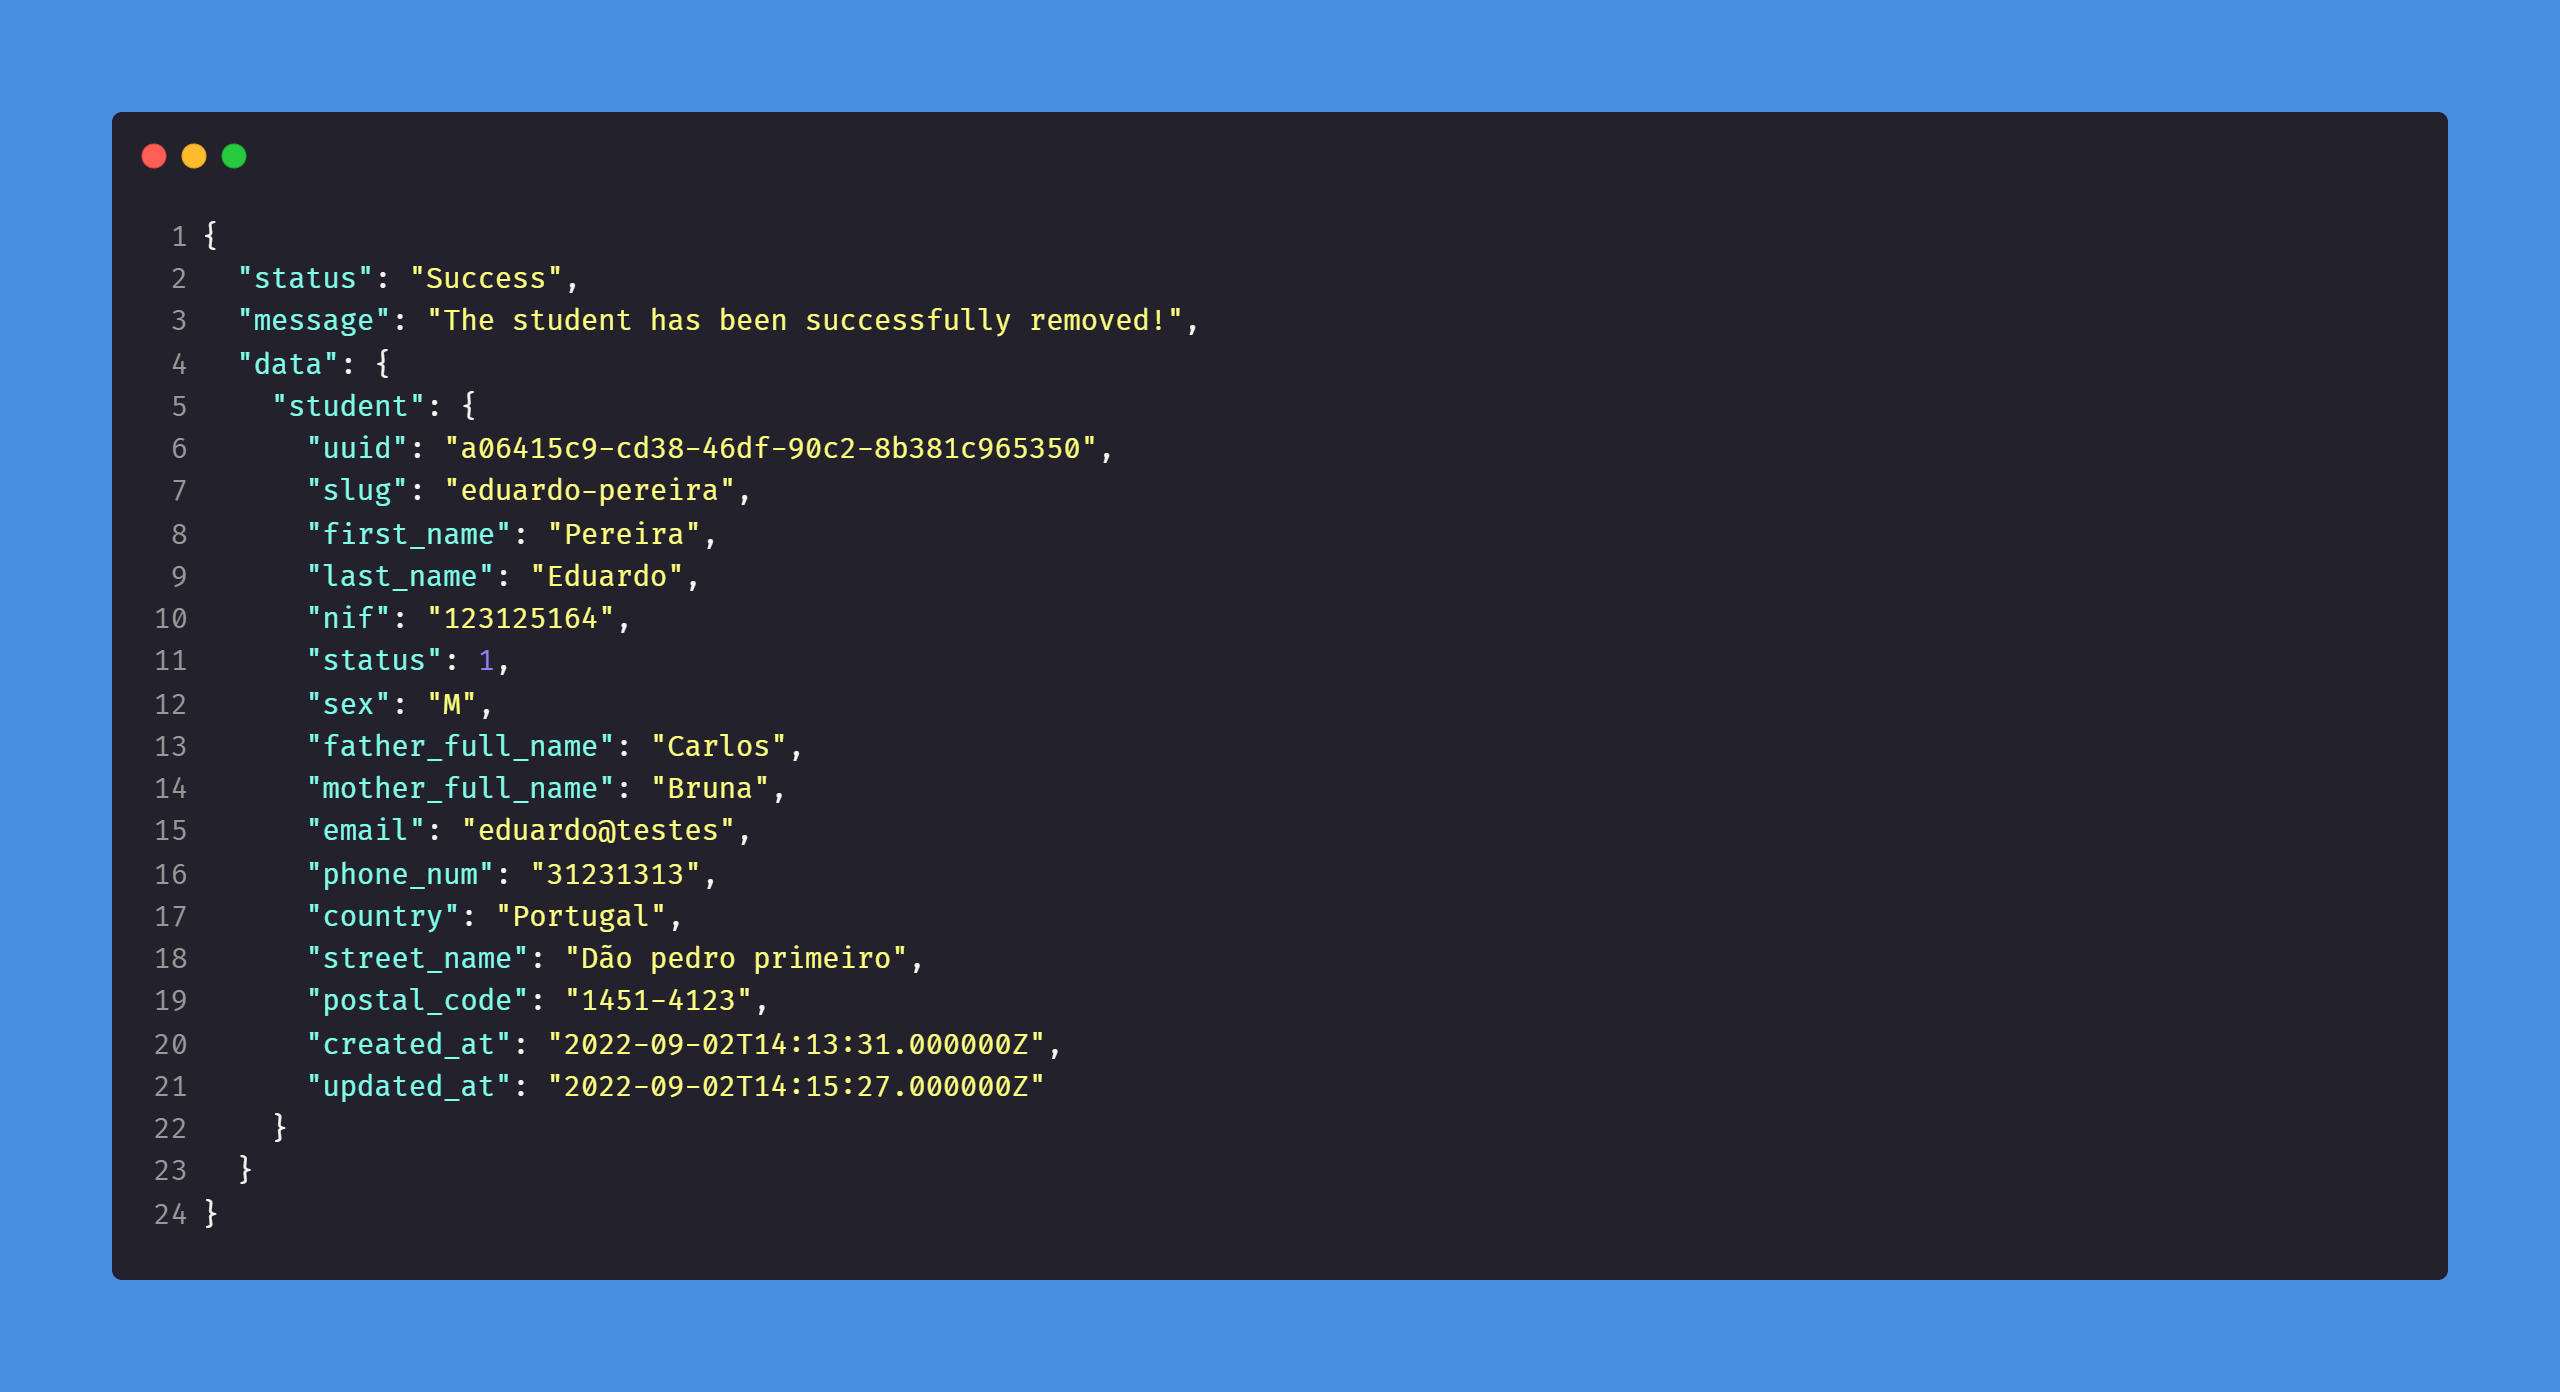 1 {
2   "status": "Success",
3   "message": "The student has been successfully removed!",
4   "data": {
5     "student": {
6       "uuid": "a06415c9-cd38-46df-90c2-8b381c965350",
7       "slug": "eduardo-pereira",
8       "first_name": "Pereira",
9       "last_name": "Eduardo",
10       "nif": "123125164",
11       "status": 1,
12       "sex": "M",
13       "father_full_name": "Carlos",
14       "mother_full_name": "Bruna",
15       "email": "eduardo@testes",
16       "phone_num": "31231313",
17       "country": "Portugal",
18       "street_name": "Dão pedro primeiro",
19       "postal_code": "1451-4123",
20       "created_at": "2022-09-02T14:13:31.000000Z",
21       "updated_at": "2022-09-02T14:15:27.000000Z"
22     }
23   }
24 }